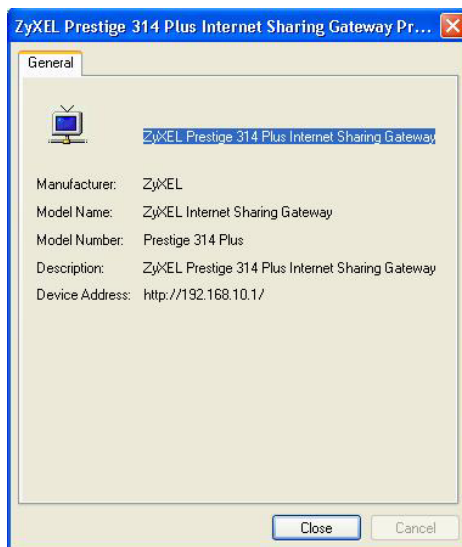 ZyXEL Prestige 314 Plus Internet Sharing Gateway Pr...
General
ZyXEL Prestige 314 Plus Internet Sharing Gateway
Manufacturer: ZyXEL
Model Name: ZyXEL Internet Sharing Gateway
Model Number: Prestige 314 Plus
Description: ZyXEL Prestige 314 Plus Internet Sharing Gateway
Device Address: http://192.168.10.1/
Close Cancel